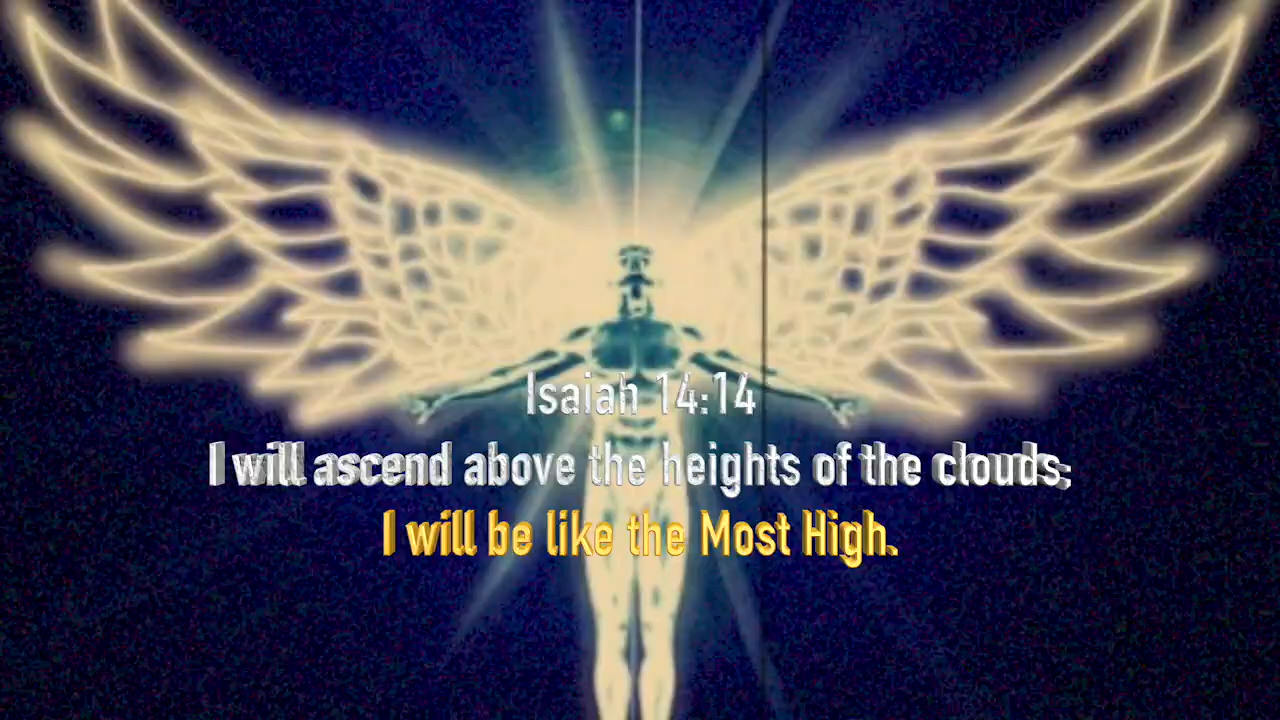 Isaiah 14:14
I will ascend above the heights of the clouds;
I will be like the Most High.